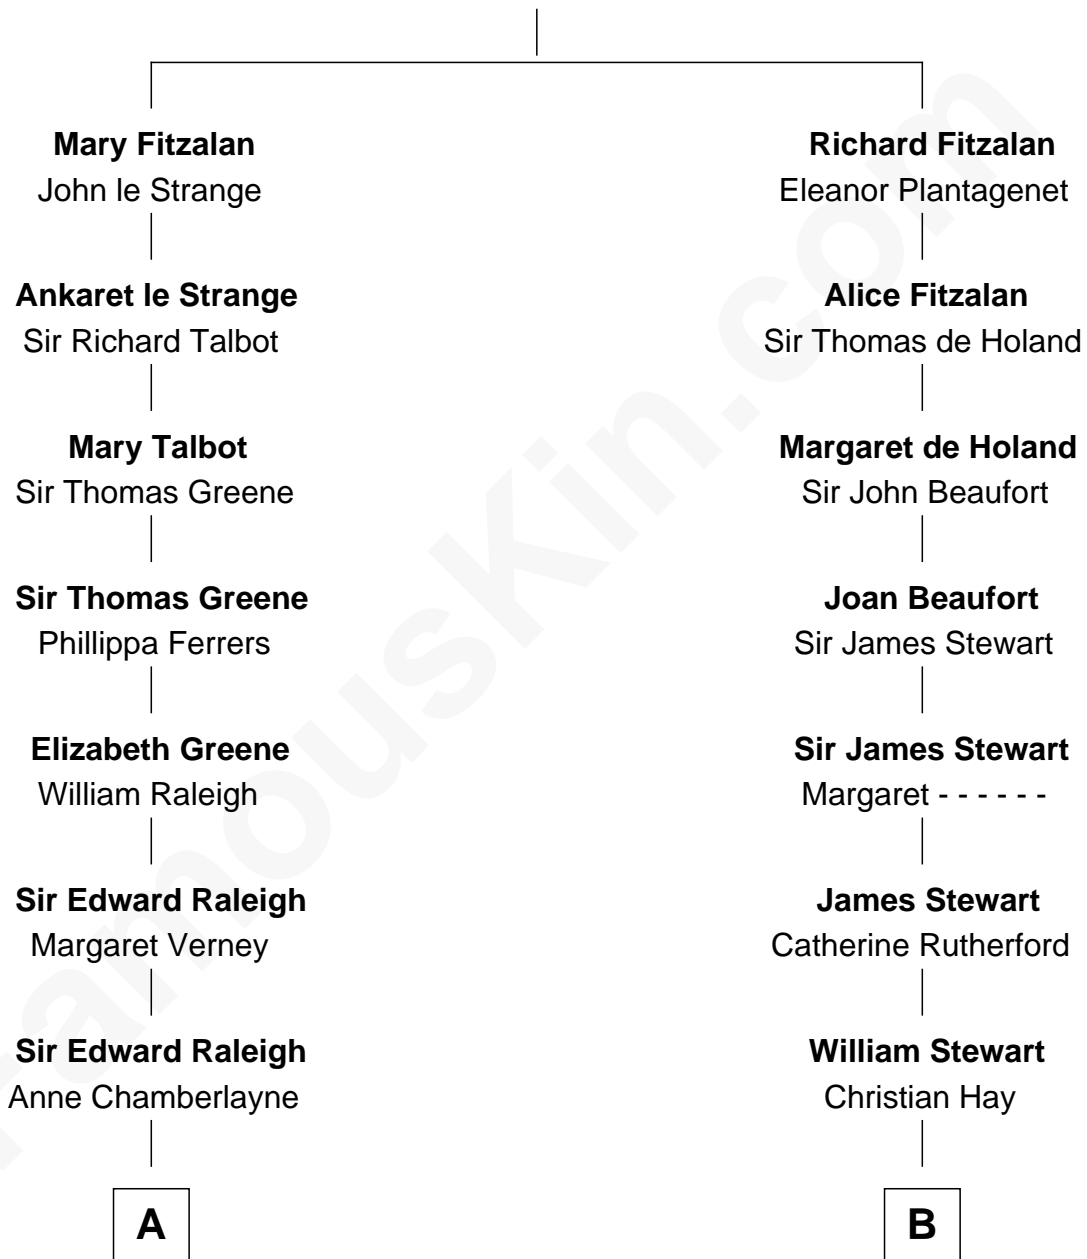 Mary Fitzalan
John le Strange
Ankaret le Strange
Sir Richard Talbot
Mary Talbot
Sir Thomas Greene
Sir Thomas Greene
Phillippa Ferrers
Elizabeth Greene
William Raleigh
Sir Edward Raleigh
Margaret Verney
Sir Edward Raleigh
Anne Chamberlayne
A
Richard Fitzalan
Eleanor Plantagenet
Alice Fitzalan
Sir Thomas de Holand
Margaret de Holand
Sir John Beaufort
Joan Beaufort
Sir James Stewart
Sir James Stewart
Margaret - - - - - -
James Stewart
Catherine Rutherford
William Stewart
Christian Hay
B
FamousKin.com